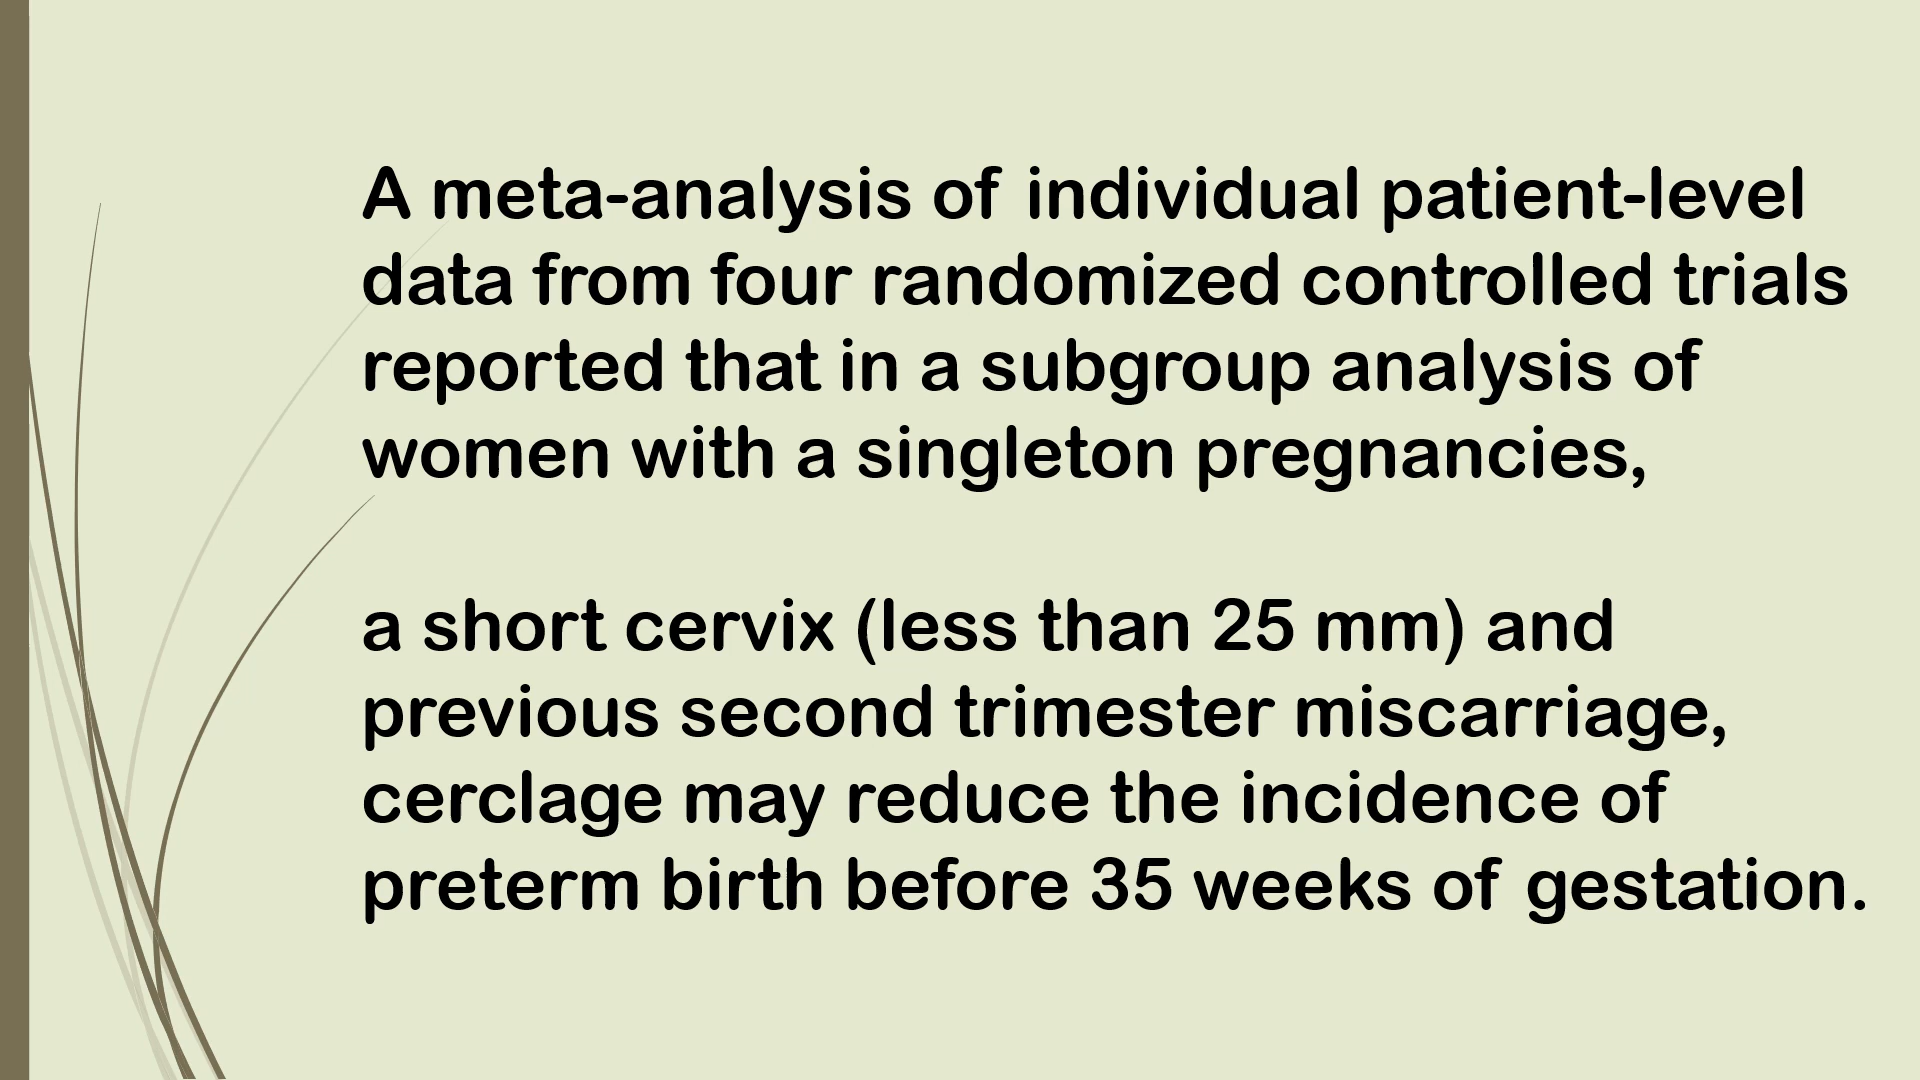 A meta-analysis of individual patient-level
data from four randomized controlled trials
reported that in a subgroup analysis of
women with a singleton pregnancies,
a short cervix (less than 25 mm) and
previous second trimester miscarriage,
cerclage may reduce the incidence of
preterm birth before 35 weeks of gestation.